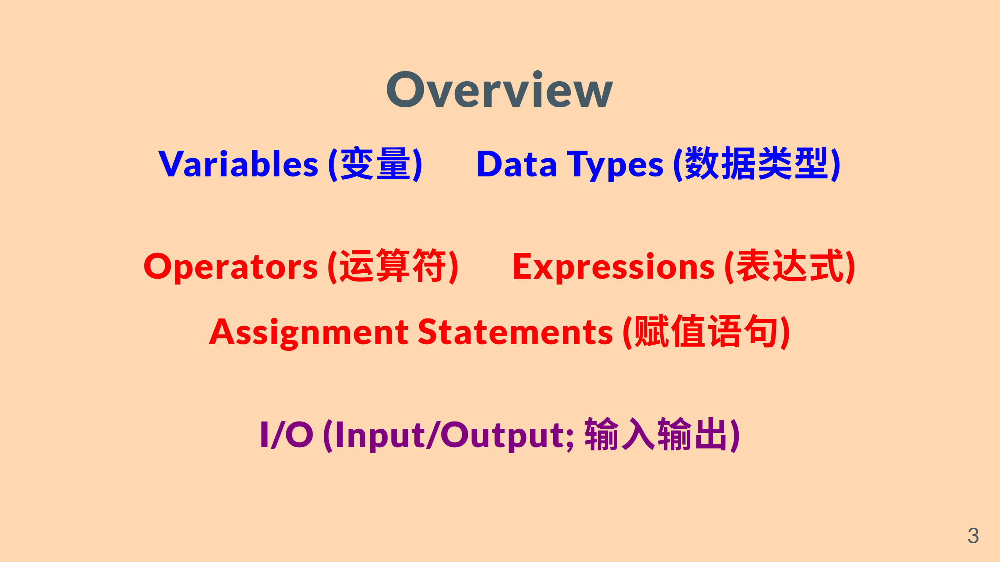 Overview
Variables (变量) Data Types (数据类型)
Operators (运算符) Expressions (表达式)
Assignment Statements (赋值语句)
I/O (Input/Output; 输入输出)
3